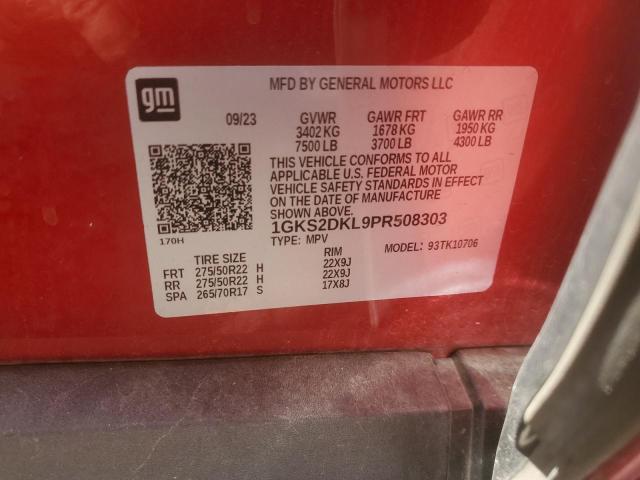 gm
MFD BY GENERAL MOTORS LLC
09/23 GVWR GAWR FRT GAWR RR
3402 KG 1678 KG 1950 KG
7500 LB 3700 LB 4300 LB
THIS VEHICLE CONFORMS TO ALL
APPLICABLE U.S. FEDERAL MOTOR
VEHICLE SAFETY STANDARDS IN EFFECT
ON THE DATE OF MANUFACTURE
SHOWN ABOVE.
1GKS2DKL9PR508303
170H TYPE: MPV MODEL: 93TK10706
TIRE SIZE RIM
FRT 275/50R22 H 22X9J
RR 275/50R22 H 22X9J
SPA 265/70R17 S 17X8J